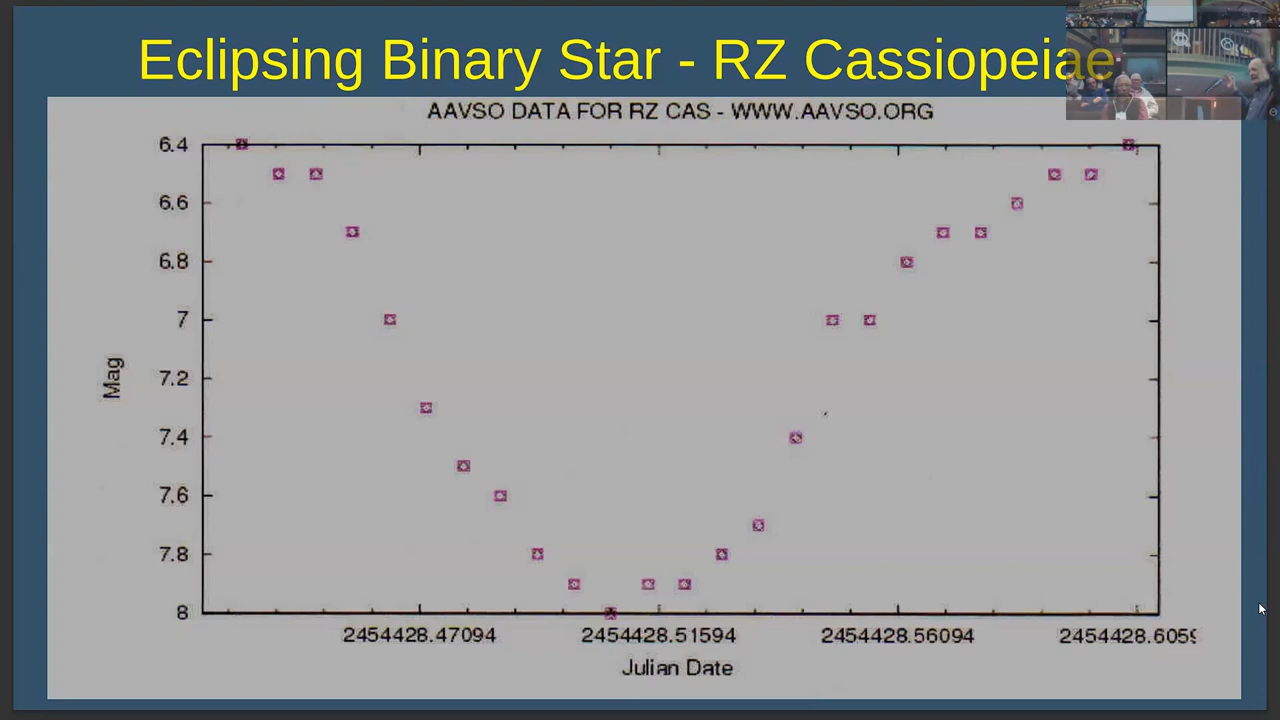 Eclipsing Binary Star - RZ Cassiopeiae
AAVSO DATA FOR RZ CAS - WWW.AAVSO.ORG
6.4
6.6
6.8
7
7.2
7.4
7.6
7.8
8
Mag
2454428.47094 2454428.51594 2454428.56094 2454428.6059
Julian Date